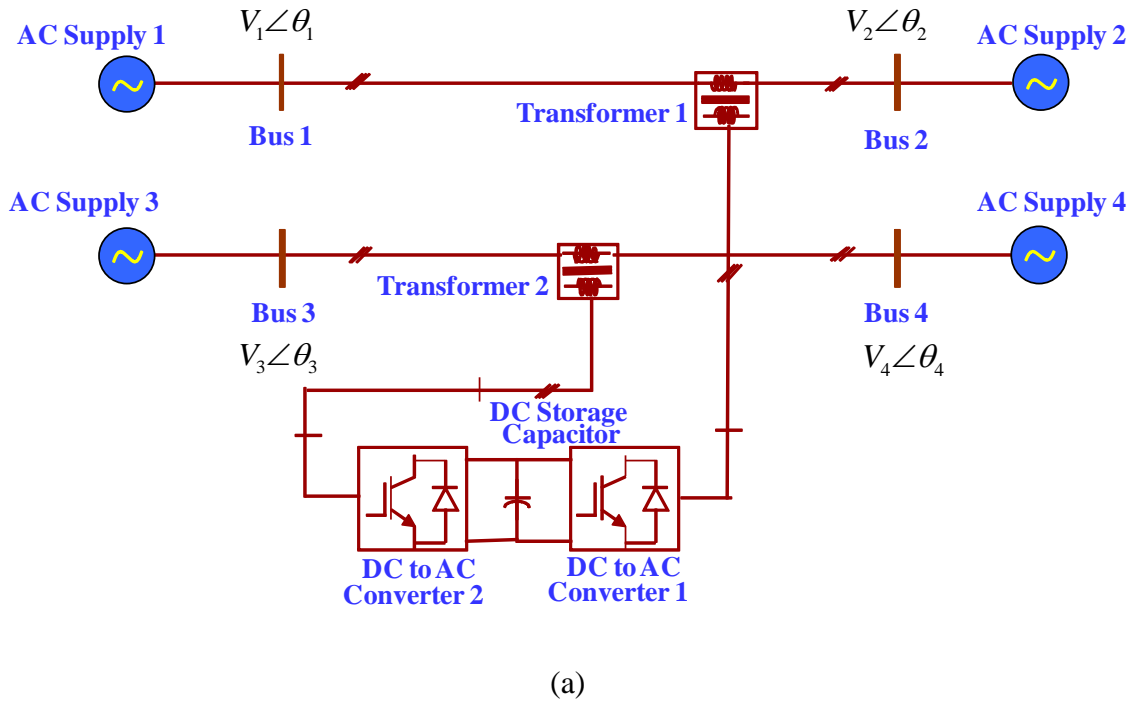 V₁∠θ₁
V₂∠θ₂
AC Supply 1
AC Supply 2
Transformer 1
Bus 1
Bus 2
AC Supply 3
AC Supply 4
Transformer 2
Bus 3
Bus 4
V₃∠θ₃
V₄∠θ₄
DC Storage
Capacitor
DC to AC
Converter 2
DC to AC
Converter 1
(a)